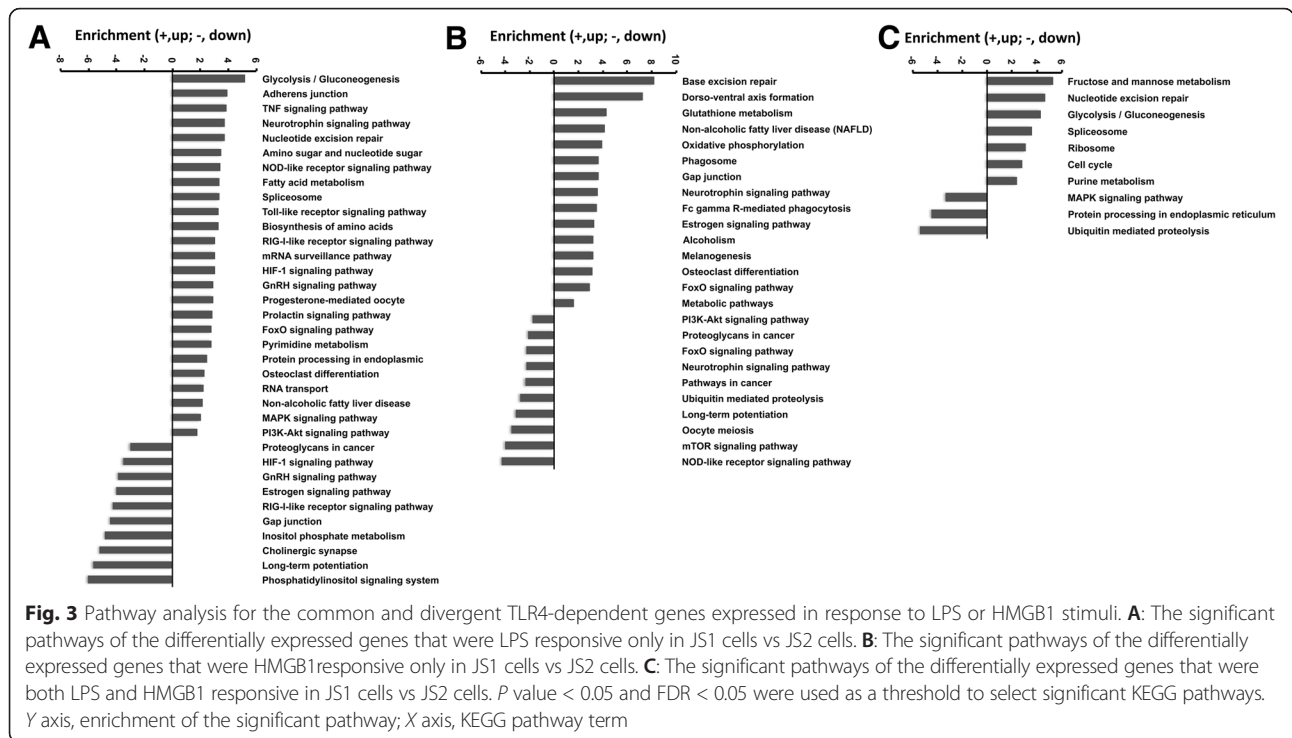 A
Enrichment (+,up; -, down)
-8 -6 -4 -2 0 2 4 6
Glycolysis / Gluconeogenesis
Adherens junction
TNF signaling pathway
Neurotrophin signaling pathway
Nucleotide excision repair
Amino sugar and nucleotide sugar
NOD-like receptor signaling pathway
Fatty acid metabolism
Spliceosome
Toll-like receptor signaling pathway
Biosynthesis of amino acids
RIG-I-like receptor signaling pathway
mRNA surveillance pathway
HIF-1 signaling pathway
GnRH signaling pathway
Progesterone-mediated oocyte
Prolactin signaling pathway
FoxO signaling pathway
Pyrimidine metabolism
Protein processing in endoplasmic
Osteoclast differentiation
RNA transport
Non-alcoholic fatty liver disease
MAPK signaling pathway
PI3K-Akt signaling pathway
Proteoglycans in cancer
HIF-1 signaling pathway
GnRH signaling pathway
Estrogen signaling pathway
RIG-I-like receptor signaling pathway
Gap junction
Inositol phosphate metabolism
Cholinergic synapse
Long-term potentiation
Phosphatidylinositol signaling system
B
Enrichment (+,up; -, down)
-6 -4 -2 0 2 4 6 8 10
Base excision repair
Dorso-ventral axis formation
Glutathione metabolism
Non-alcoholic fatty liver disease (NAFLD)
Oxidative phosphorylation
Phagosome
Gap junction
Neurotrophin signaling pathway
Fc gamma R-mediated phagocytosis
Estrogen signaling pathway
Alcoholism
Melanogenesis
Osteoclast differentiation
FoxO signaling pathway
Metabolic pathways
PI3K-Akt signaling pathway
Proteoglycans in cancer
FoxO signaling pathway
Neurotrophin signaling pathway
Pathways in cancer
Ubiquitin mediated proteolysis
Long-term potentiation
Oocyte meiosis
mTOR signaling pathway
NOD-like receptor signaling pathway
C
Enrichment (+,up; -, down)
-6 -4 -2 0 2 4 6
Fructose and mannose metabolism
Nucleotide excision repair
Glycolysis / Gluconeogenesis
Spliceosome
Ribosome
Cell cycle
Purine metabolism
MAPK signaling pathway
Protein processing in endoplasmic reticulum
Ubiquitin mediated proteolysis
Fig. 3 Pathway analysis for the common and divergent TLR4-dependent genes expressed in response to LPS or HMGB1 stimuli. A: The significant
pathways of the differentially expressed genes that were LPS responsive only in JS1 cells vs JS2 cells. B: The significant pathways of the differentially
expressed genes that were HMGB1responsive only in JS1 cells vs JS2 cells. C: The significant pathways of the differentially expressed genes that were
both LPS and HMGB1 responsive in JS1 cells vs JS2 cells. P value < 0.05 and FDR < 0.05 were used as a threshold to select significant KEGG pathways.
Y axis, enrichment of the significant pathway; X axis, KEGG pathway term